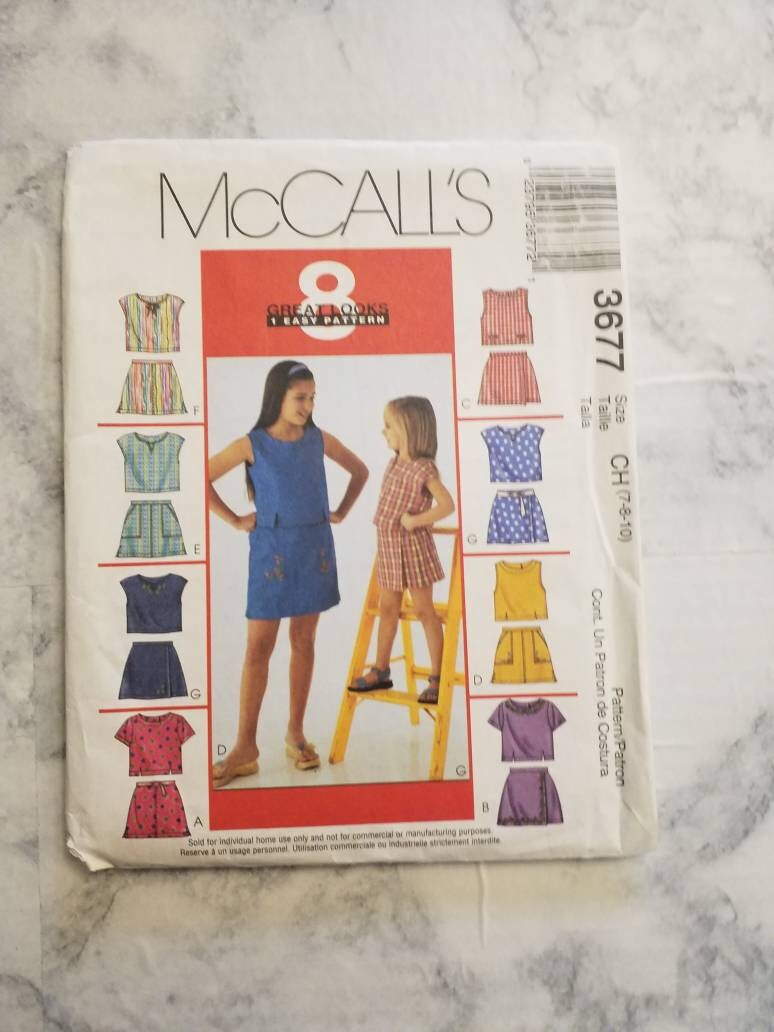 McCALL'S
8
GREAT LOOKS
1 EASY PATTERN
F
E
G
A
C
G
D
B
D
G
Sold for individual home use only and not for commercial or manufacturing purposes.
Reserve à un usage personnel. Utilisation commerciale ou industrielle strictement interdite.
3677
Size
Taille
Talla
CH (7-8-10)
Pattern/Patron
Cont. Un Patron de Costura